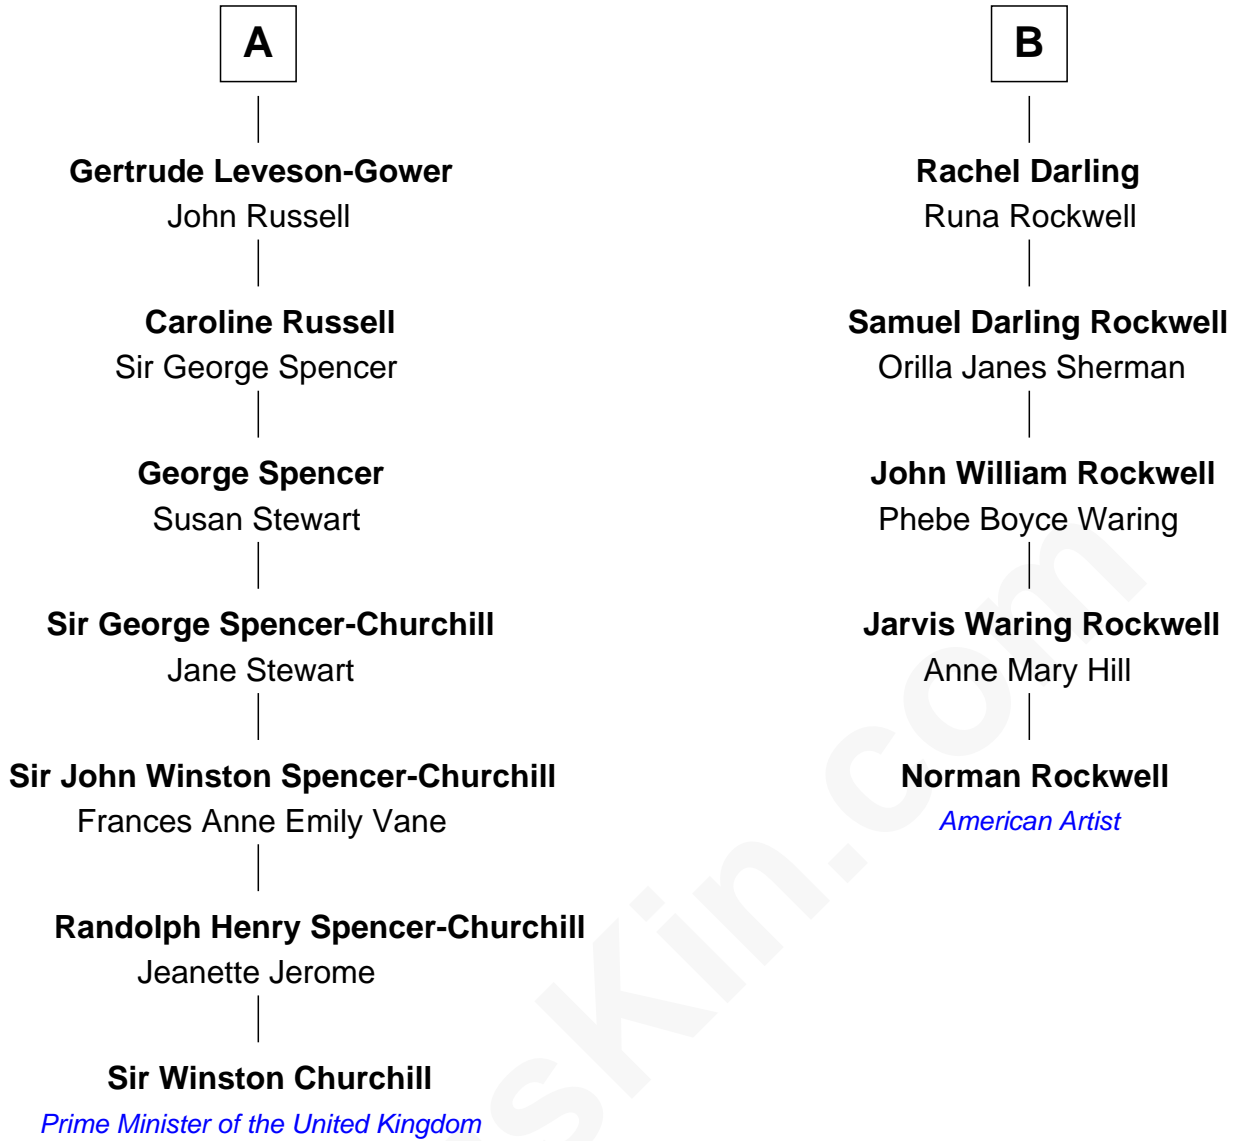 A
Gertrude Leveson-Gower
John Russell
Caroline Russell
Sir George Spencer
George Spencer
Susan Stewart
Sir George Spencer-Churchill
Jane Stewart
Sir John Winston Spencer-Churchill
Frances Anne Emily Vane
Randolph Henry Spencer-Churchill
Jeanette Jerome
Sir Winston Churchill
Prime Minister of the United Kingdom
B
Rachel Darling
Runa Rockwell
Samuel Darling Rockwell
Orilla Janes Sherman
John William Rockwell
Phebe Boyce Waring
Jarvis Waring Rockwell
Anne Mary Hill
Norman Rockwell
American Artist
sKin.com